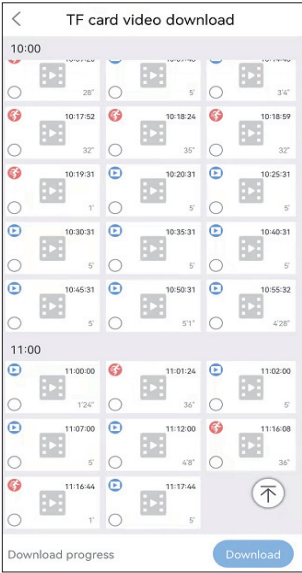 TF card video download
10:00
28" 5' 3'4"
10:17:52 10:18:24 10:18:59
32" 35" 32"
10:19:31 10:20:31 10:25:31
1' 5' 5'
10:30:31 10:35:31 10:40:31
5' 5' 5'
10:45:31 10:50:31 10:55:32
5' 5'1" 4'28"
11:00
11:00:00 11:01:24 11:02:00
1'24" 36" 5'
11:07:00 11:12:00 11:16:08
5' 4'8" 36"
11:16:44 11:17:44
1' 5'
Download progress Download